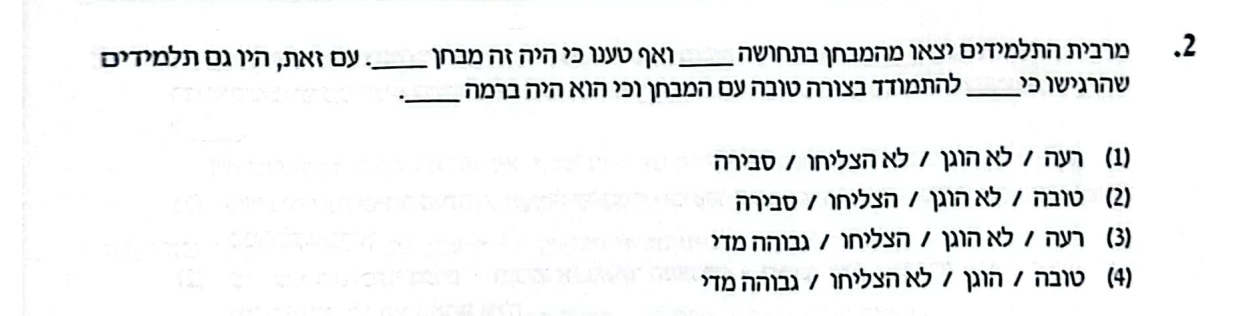 2. מרבית התלמידים יצאו מהמבחן בתחושה ____ ואף טענו כי היה זה מבחן ____. עם זאת, היו גם תלמידים
שהרגישו כי____ להתמודד בצורה טובה עם המבחן וכי הוא היה ברמה ____.
(1) רעה / לא הוגן / לא הצליחו / סבירה
(2) טובה / לא הוגן / הצליחו / סבירה
(3) רעה / לא הוגן / הצליחו / גבוהה מדי
(4) טובה / הוגן / לא הצליחו / גבוהה מדי